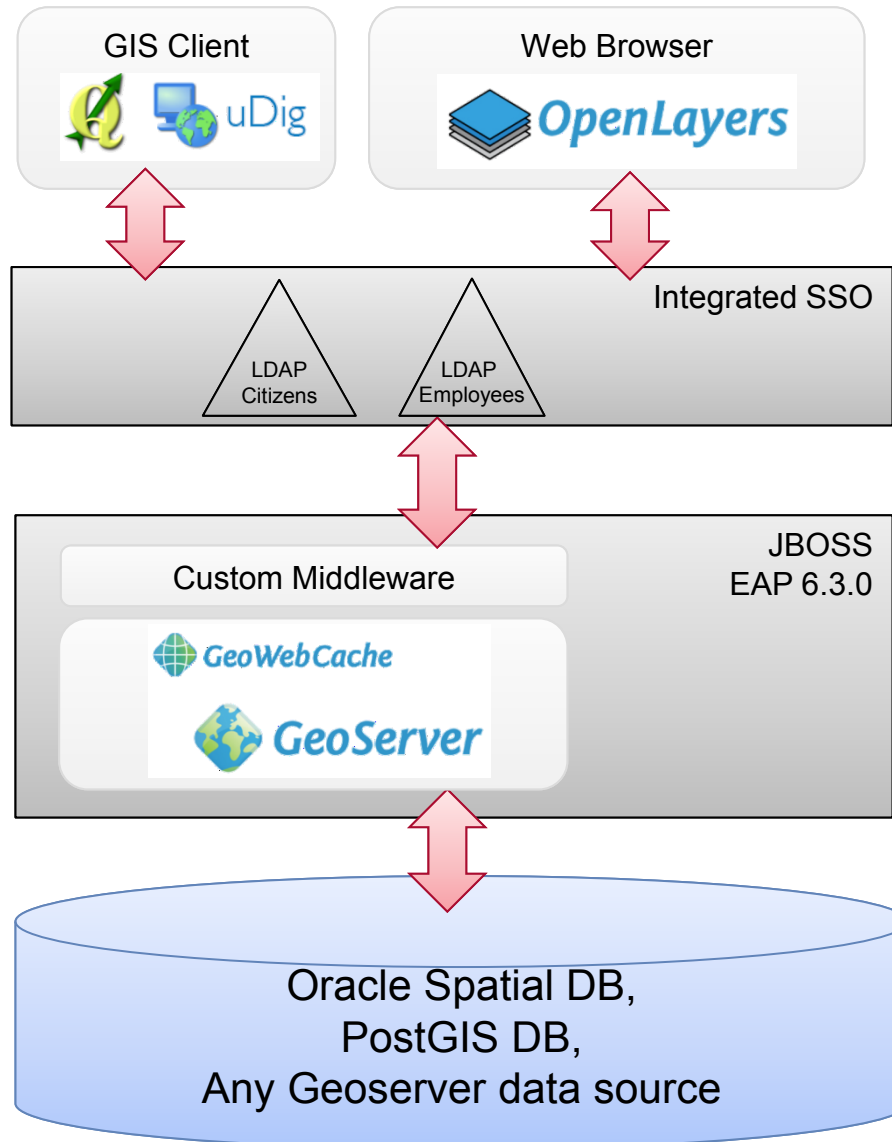 GIS Client
uDig
Web Browser
OpenLayers
Integrated SSO
LDAP
Citizens
LDAP
Employees
JBOSS
EAP 6.3.0
Custom Middleware
GeoWebCache
GeoServer
Oracle Spatial DB,
PostGIS DB,
Any Geoserver data source